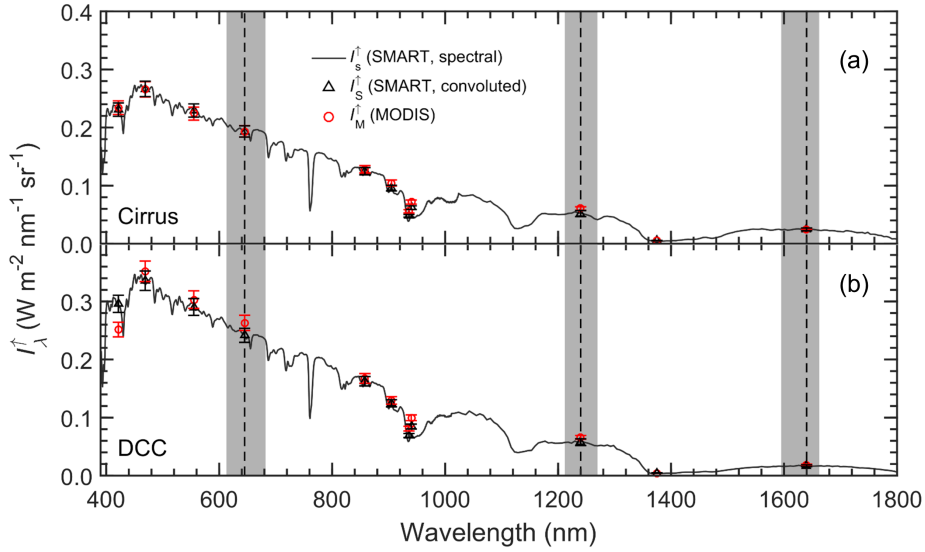 0.4
(a)
I↑s (SMART, spectral)
I↑S (SMART, convoluted)
I↑M (MODIS)
0.3
0.2
0.1
Cirrus
0.0
(b)
0.3
0.2
0.1
DCC
0.0
I↑λ (W m-2 nm-1 sr-1)
400 600 800 1000 1200 1400 1600 1800
Wavelength (nm)